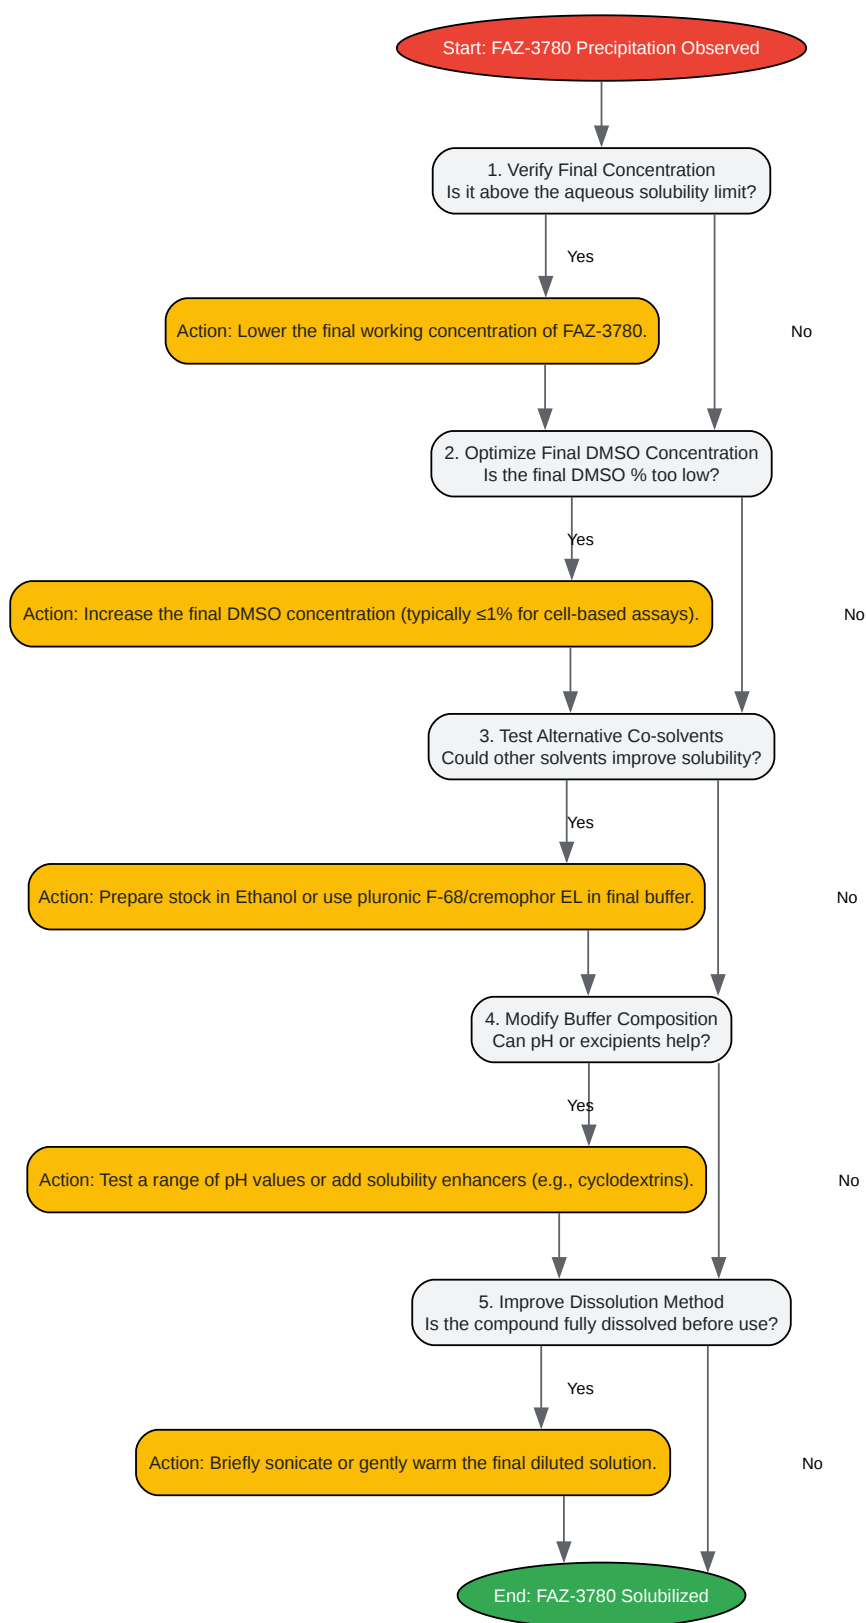 Start: FAZ-3780 Precipitation Observed
1. Verify Final Concentration
Is it above the aqueous solubility limit?
Yes
Action: Lower the final working concentration of FAZ-3780.
No
2. Optimize Final DMSO Concentration
Is the final DMSO % too low?
Yes
Action: Increase the final DMSO concentration (typically ≤1% for cell-based assays).
No
3. Test Alternative Co-solvents
Could other solvents improve solubility?
Yes
Action: Prepare stock in Ethanol or use pluronic F-68/cremophor EL in final buffer.
No
4. Modify Buffer Composition
Can pH or excipients help?
Yes
Action: Test a range of pH values or add solubility enhancers (e.g., cyclodextrins).
No
5. Improve Dissolution Method
Is the compound fully dissolved before use?
Yes
Action: Briefly sonicate or gently warm the final diluted solution.
No
End: FAZ-3780 Solubilized